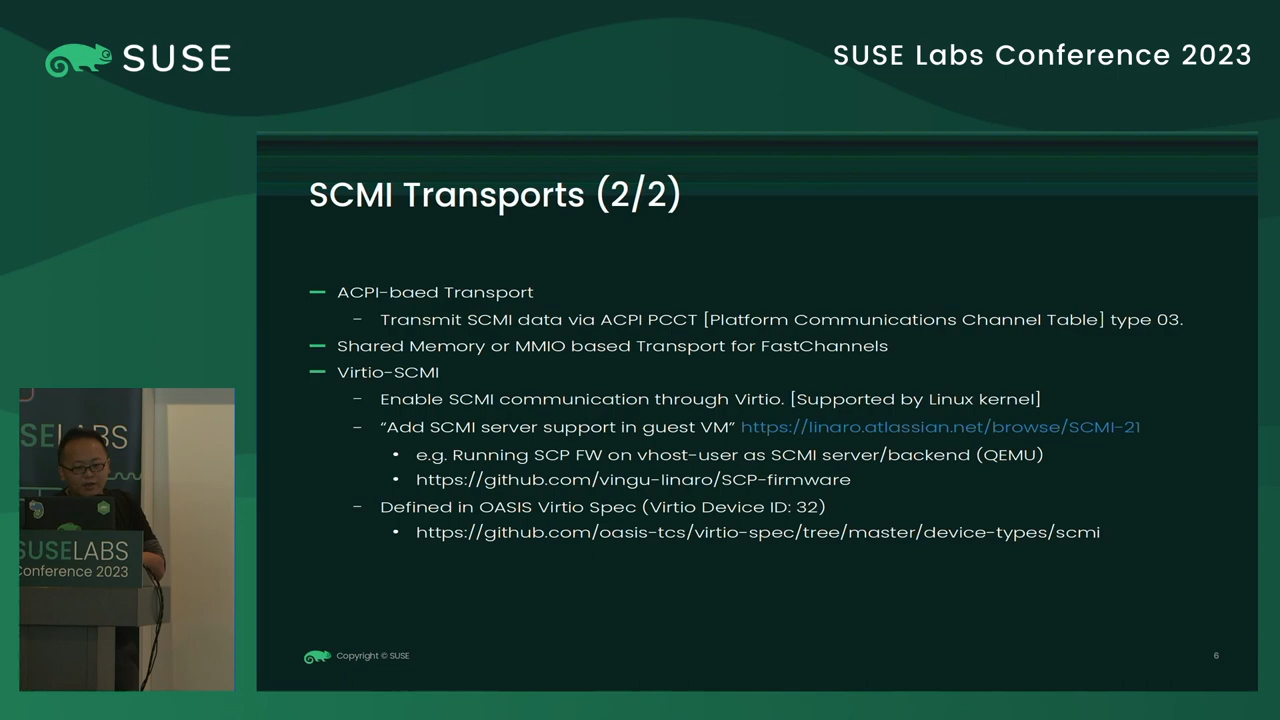 SUSE
SUSE Labs Conference 2023
SCMI Transports (2/2)
ACPI-baed Transport
Transmit SCMI data via ACPI PCCT [Platform Communications Channel Table] type 03.
Shared Memory or MMIO based Transport for FastChannels
Virtio-SCMI
Enable SCMI communication through Virtio. [Supported by Linux kernel]
“Add SCMI server support in guest VM” https://linaro.atlassian.net/browse/SCMI-21
e.g. Running SCP FW on vhost-user as SCMI server/backend (QEMU)
https://github.com/vingu-linaro/SCP-firmware
Defined in OASIS Virtio Spec (Virtio Device ID: 32)
https://github.com/oasis-tcs/virtio-spec/tree/master/device-types/scmi
Copyright © SUSE
6
SELABS
SUSELABS
Conference 2023